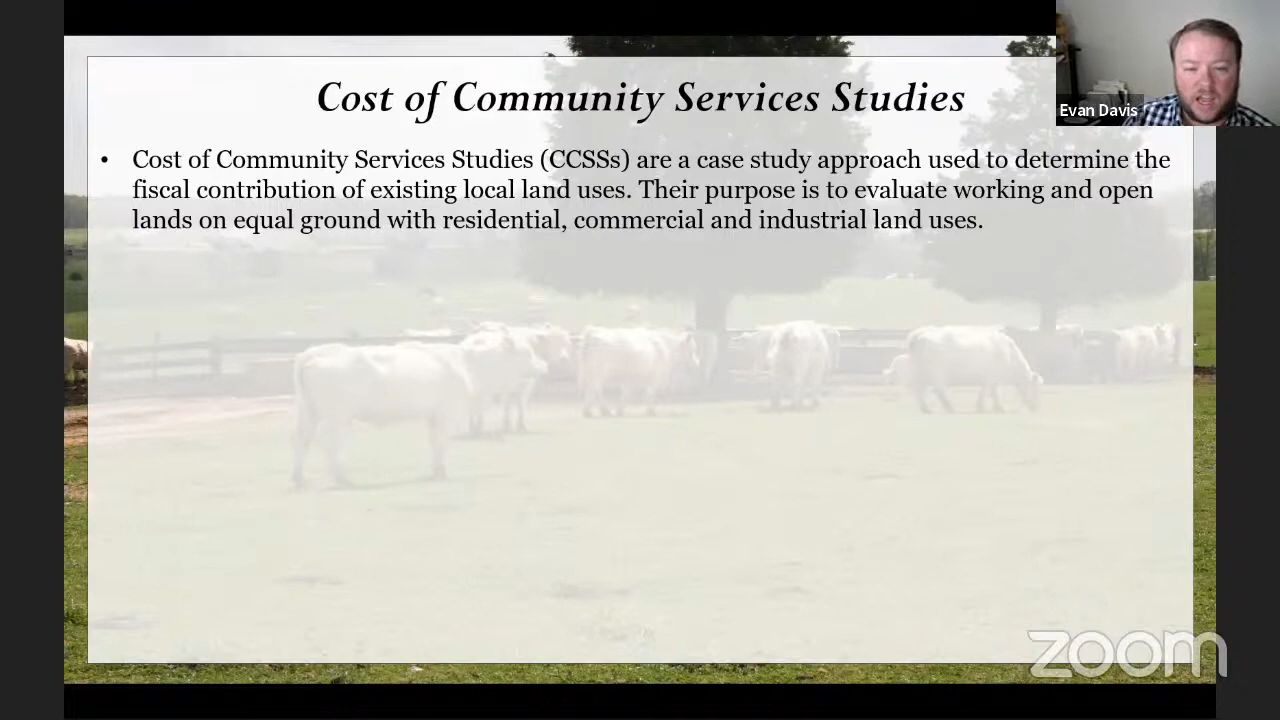 Cost of Community Services Studies
Evan Davis
• Cost of Community Services Studies (CCSSs) are a case study approach used to determine the
fiscal contribution of existing local land uses. Their purpose is to evaluate working and open
lands on equal ground with residential, commercial and industrial land uses.
zoom